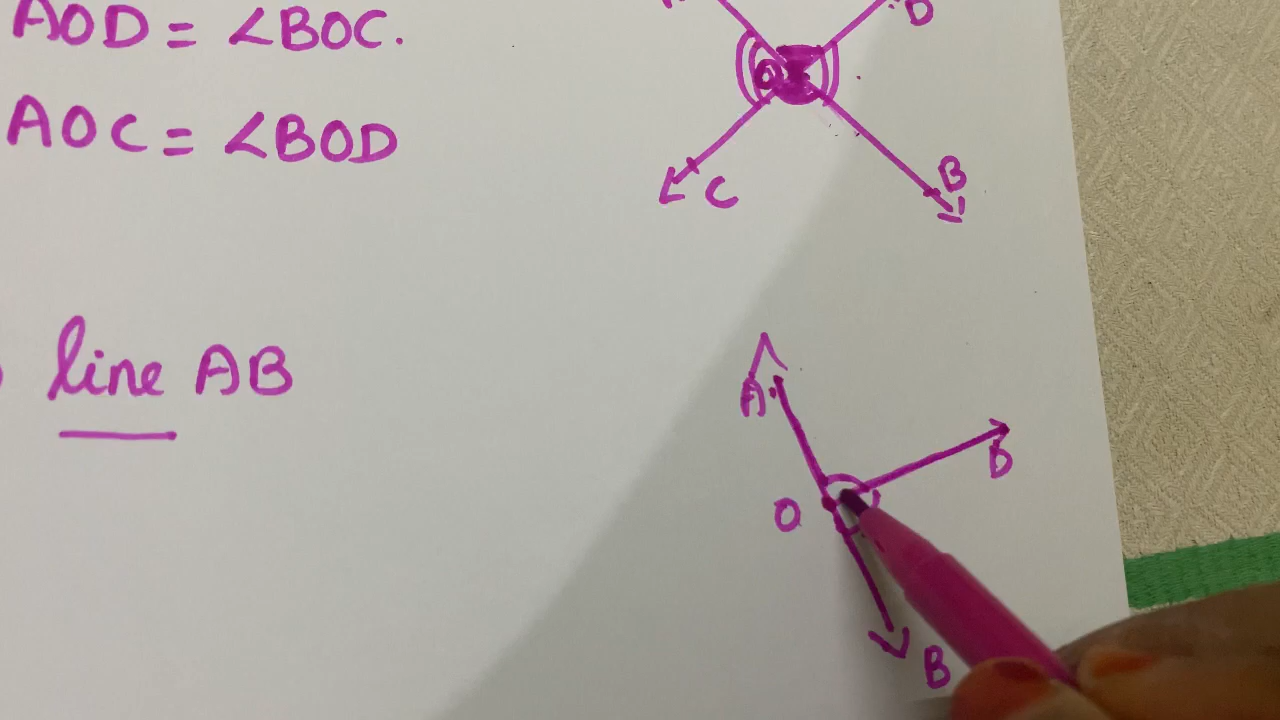 AOD = ∠BOC.
AOC = ∠BOD
D
O
C
B
line AB
A
D
O
B